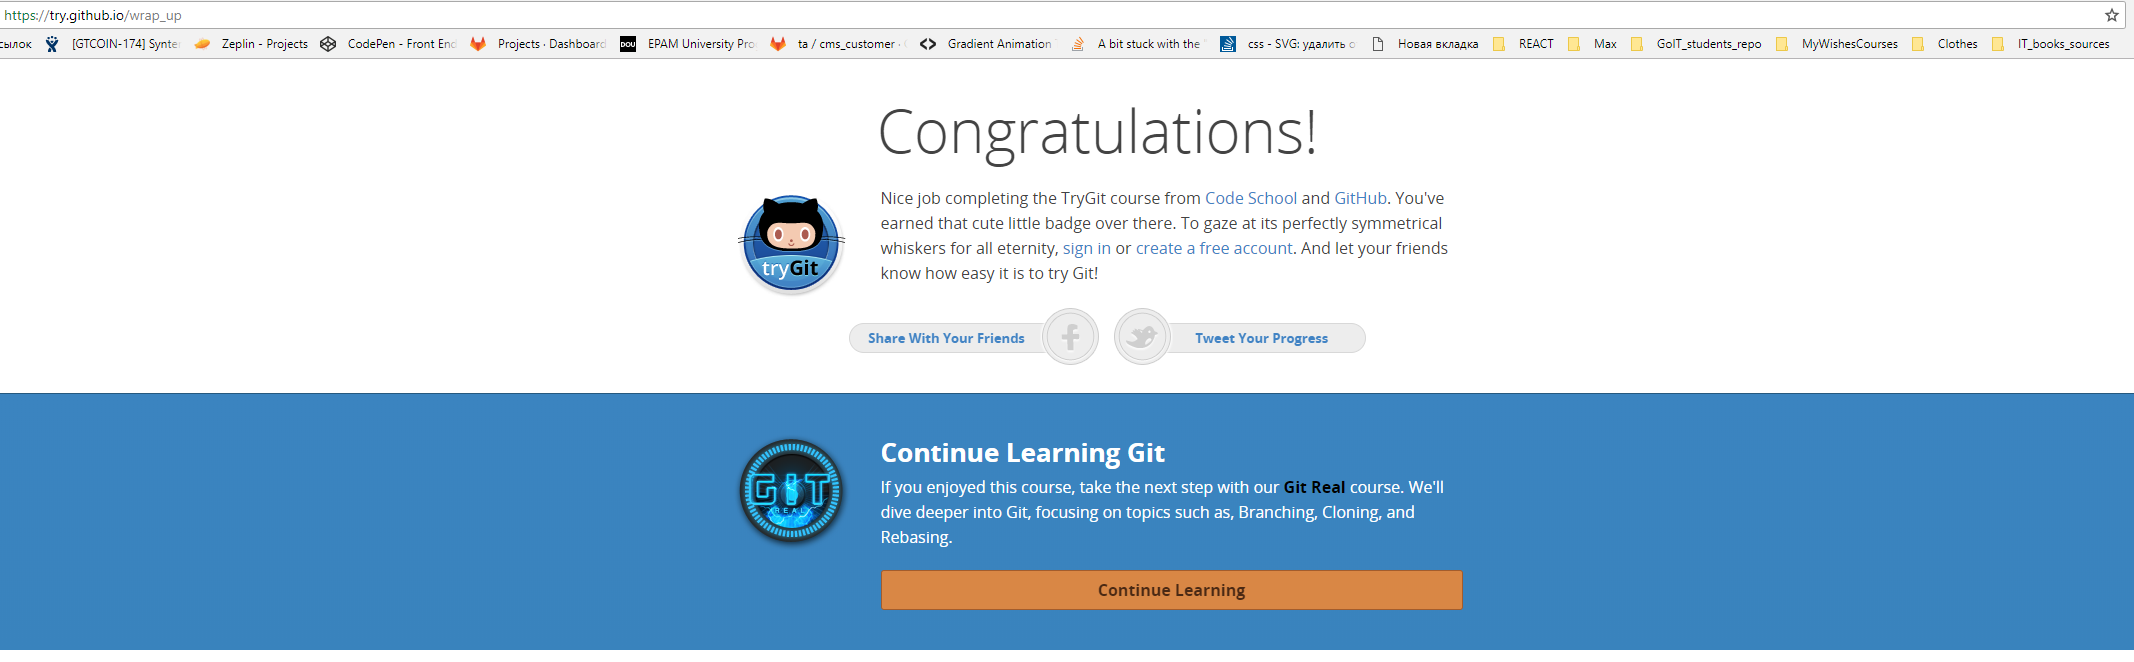 https://try.github.io/wrap_up
сылок [GTCOIN-174] Synte Zeplin - Projects CodePen - Front End Projects · Dashboard DOU EPAM University Pro ta / cms_customer · Gradient Animation A bit stuck with the css - SVG: удалить о Новая вкладка REACT Max GoIT_students_repo MyWishesCourses Clothes IT_books_sources
Congratulations!
Nice job completing the TryGit course from Code School and GitHub. You've
earned that cute little badge over there. To gaze at its perfectly symmetrical
whiskers for all eternity, sign in or create a free account. And let your friends
know how easy it is to try Git!
tryGit
Share With Your Friends
Tweet Your Progress
Continue Learning Git
If you enjoyed this course, take the next step with our Git Real course. We'll
dive deeper into Git, focusing on topics such as, Branching, Cloning, and
Rebasing.
GIT
REAL
Continue Learning